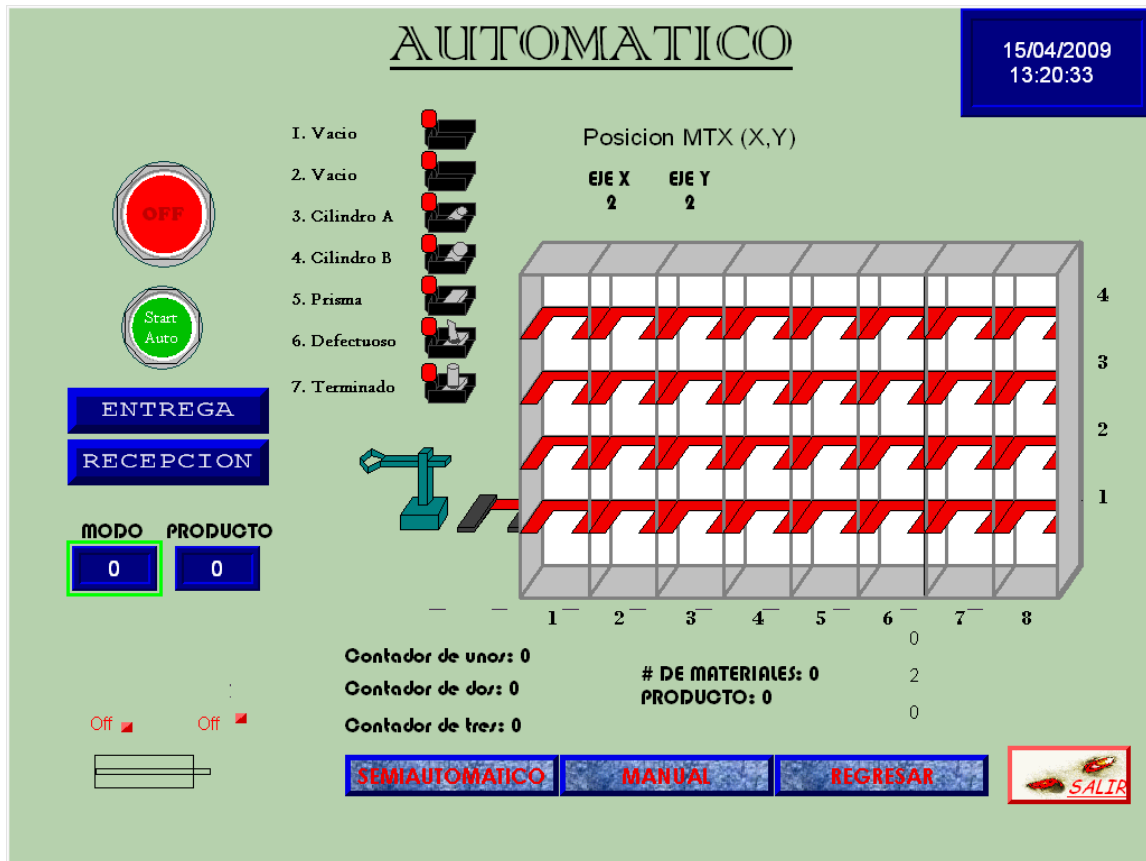 AUTOMATICO
15/04/2009
13:20:33
1. Vacio
2. Vacio
3. Cilindro A
4. Cilindro B
5. Prisma
6. Defectuoso
7. Terminado
Posicion MTX (X,Y)
EJE X EJE Y
2 2
OFF
Start
Auto
ENTREGA
RECEPCION
MODO PRODUCTO
0 0
4
3
2
1
1 2 3 4 5 6 7 8
0
2
0
Contador de unos: 0
Contador de dos: 0
Contador de tres: 0
# DE MATERIALES: 0
PRODUCTO: 0
Off Off
SEMIAUTOMATICO MANUAL REGRESAR
SALIR